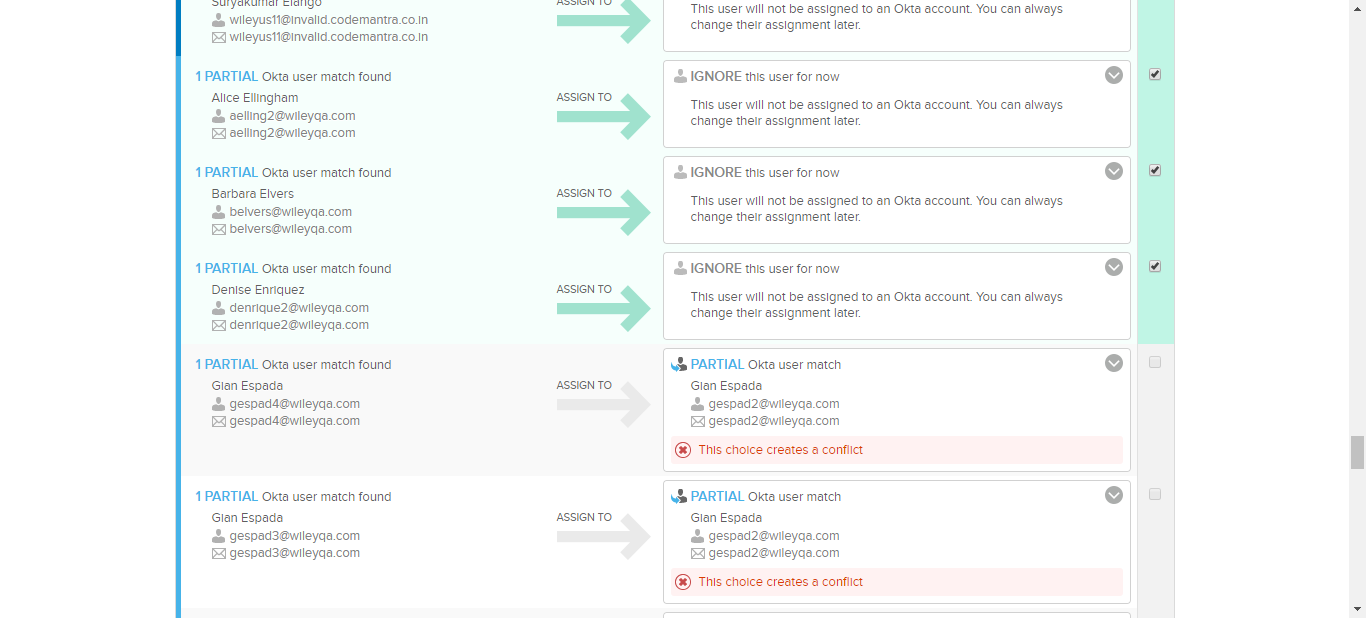 Suryakumar Elango
wileyus11@invalid.codemantra.co.in
wileyus11@invalid.codemantra.co.in
ASSIGN TO
This user will not be assigned to an Okta account. You can always
change their assignment later.
1 PARTIAL Okta user match found
Alice Ellingham
aelling2@wileyqa.com
aelling2@wileyqa.com
ASSIGN TO
IGNORE this user for now
This user will not be assigned to an Okta account. You can always
change their assignment later.
1 PARTIAL Okta user match found
Barbara Elvers
belvers@wileyqa.com
belvers@wileyqa.com
ASSIGN TO
IGNORE this user for now
This user will not be assigned to an Okta account. You can always
change their assignment later.
1 PARTIAL Okta user match found
Denise Enriquez
denrique2@wileyqa.com
denrique2@wileyqa.com
ASSIGN TO
IGNORE this user for now
This user will not be assigned to an Okta account. You can always
change their assignment later.
1 PARTIAL Okta user match found
Gian Espada
gespad4@wileyqa.com
gespad4@wileyqa.com
ASSIGN TO
PARTIAL Okta user match
Gian Espada
gespad2@wileyqa.com
gespad2@wileyqa.com
This choice creates a conflict
1 PARTIAL Okta user match found
Gian Espada
gespad3@wileyqa.com
gespad3@wileyqa.com
ASSIGN TO
PARTIAL Okta user match
Gian Espada
gespad2@wileyqa.com
gespad2@wileyqa.com
This choice creates a conflict